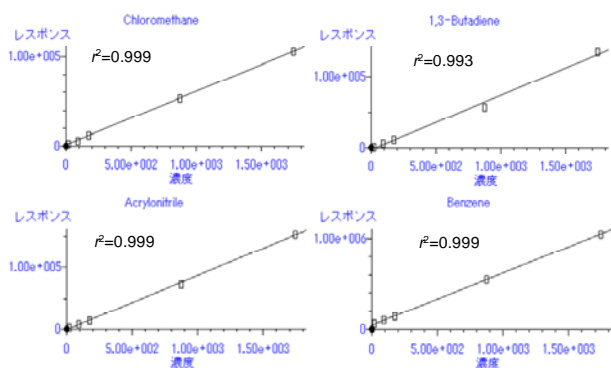 Chloromethane
レスポンス
1.00e+005
r²=0.999
0
0
5.00e+002
1.00e+003
1.50e+003
濃度
1,3-Butadiene
レスポンス
1.00e+005
r²=0.993
0
0
5.00e+002
1.00e+003
1.50e+003
濃度
Acrylonitrile
レスポンス
1.00e+005
r²=0.999
0
0
5.00e+002
1.00e+003
1.50e+003
濃度
Benzene
レスポンス
1.00e+006
r²=0.999
0
0
5.00e+002
1.00e+003
1.50e+003
濃度